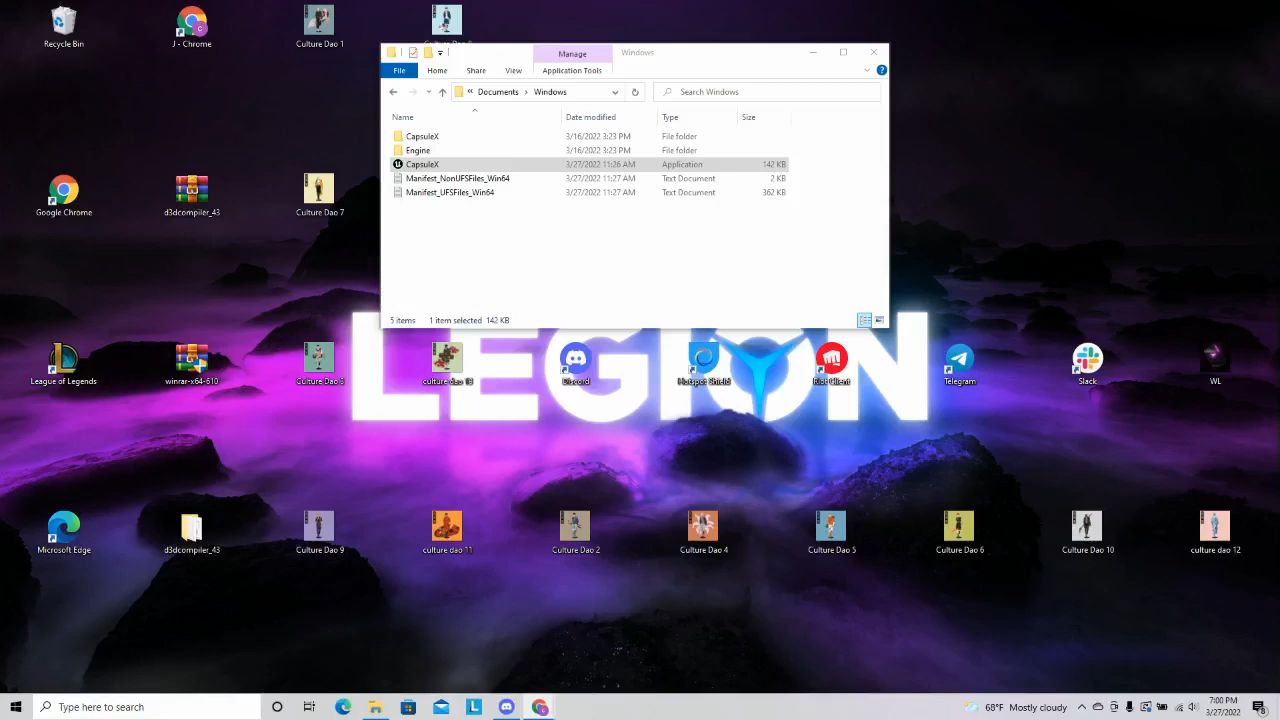 Recycle Bin
J - Chrome
Culture Dao 1
Manage
Windows
File
Home
Share
View
Application Tools
Documents
Windows
Search Windows
Name
Date modified
Type
Size
CapsuleX
3/16/2022 3:23 PM
File folder
Engine
3/16/2022 3:23 PM
File folder
CapsuleX
3/27/2022 11:26 AM
Application
142 KB
Manifest_NonUFSFiles_Win64
3/27/2022 11:27 AM
Text Document
2 KB
Manifest_UFSFiles_Win64
3/27/2022 11:27 AM
Text Document
362 KB
5 items
1 item selected 142 KB
Google Chrome
d3dcompiler_43
Culture Dao 7
LEGION
League of Legends
winrar-x64-610
Discord
Hotspot Shield
Riot Client
Telegram
Slack
WL
Microsoft Edge
d3dcompiler_43
Culture Dao 9
culture dao 11
Culture Dao 2
Culture Dao 4
Culture Dao 5
Culture Dao 6
Culture Dao 10
culture dao 12
Type here to search
68°F Mostly cloudy
7:00 PM
3/27/2022